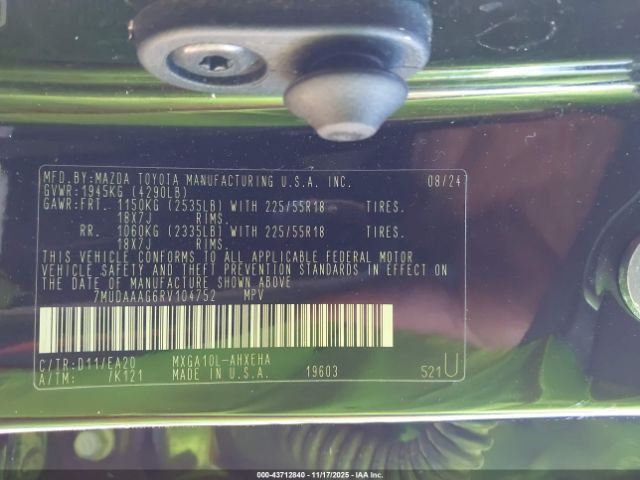 MFD.BY:MAZDA TOYOTA MANUFACTURING U.S.A. INC. 08/24
GVWR:1945KG (4290LB)
GAWR:FRT. 1150KG (2535LB) WITH 225/55R18 TIRES.
18X7J RIMS.
RR. 1060KG (2335LB) WITH 225/55R18 TIRES.
18X7J RIMS.
THIS VEHICLE CONFORMS TO ALL APPLICABLE FEDERAL MOTOR
VEHICLE SAFETY AND THEFT PREVENTION STANDARDS IN EFFECT ON
THE DATE OF MANUFACTURE SHOWN ABOVE
7MUDAAAG6RV104752 MPV
C/TR:D11/EA20 MXGA10L-AHXEHA
A/TM: /K121 MADE IN U.S.A. 19603 521U
000-43712840 - 11/17/2025 - IAA Inc.